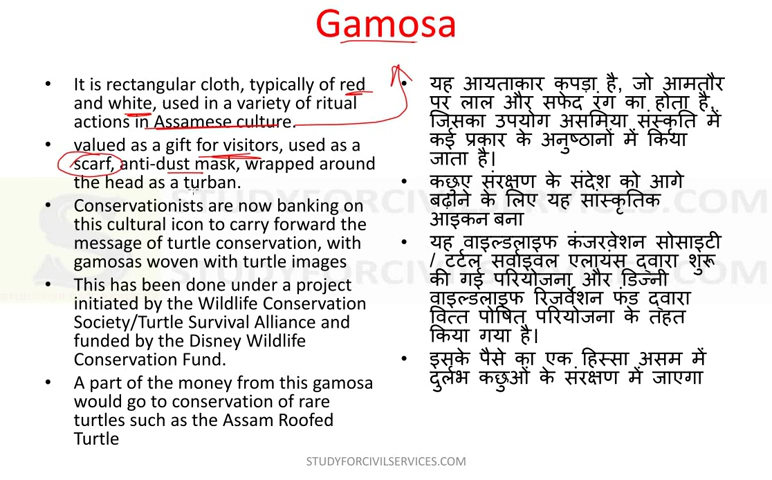 Gamosa
• It is rectangular cloth, typically of red
and white, used in a variety of ritual
actions in Assamese culture.
• valued as a gift for visitors, used as a
scarf, anti-dust mask, wrapped around
the head as a turban.
• Conservationists are now banking on
this cultural icon to carry forward the
message of turtle conservation, with
gamosas woven with turtle images
• This has been done under a project
initiated by the Wildlife Conservation
Society/Turtle Survival Alliance and
funded by the Disney Wildlife
Conservation Fund.
• A part of the money from this gamosa
would go to conservation of rare
turtles such as the Assam Roofed
Turtle
• यह आयताकार कपड़ा है, जो आमतौर
पर लाल और सफेद रंग का होता है,
जिसका उपयोग असमिया संस्कृति में
कई प्रकार के अनुष्ठानों में किया
जाता है।
• कछुए संरक्षण के संदेश को आगे
बढ़ाने के लिए यह सांस्कृतिक
आइकन बना
• यह वाइल्डलाइफ कंजरवेशन सोसाइटी
/ टर्टल सर्वाइवल एलायंस द्वारा शुरू
की गई परियोजना और डिज्नी
वाइल्डलाइफ रिजर्वेशन फंड द्वारा
वित्त पोषित परियोजना के तहत
किया गया है।
• इसके पैसे का एक हिस्सा असम में
दुर्लभ कछुओं के संरक्षण में जाएगा
STUDYFORCIVILSERVICES.COM
STUDYFORCIVILSERVICES.COM
STUDYFORCIVILSERVICES.COM